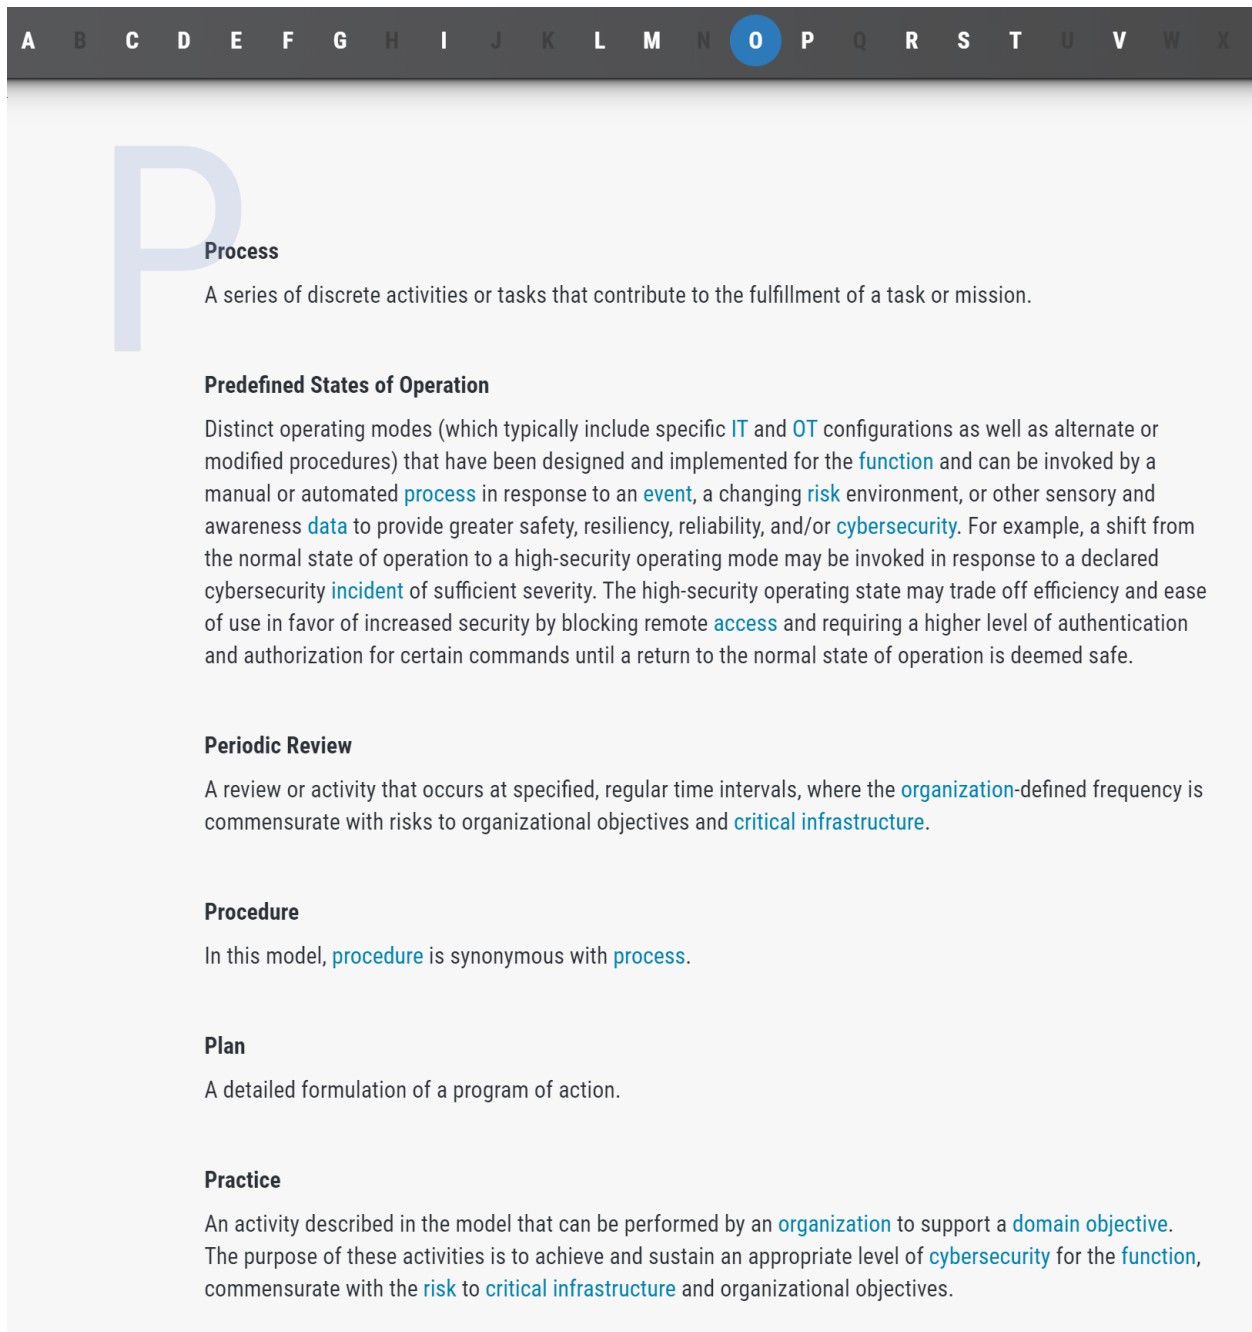 A B C D E F G H I J K L M N O P Q R S T U V W X
P
Process
A series of discrete activities or tasks that contribute to the fulfillment of a task or mission.
Predefined States of Operation
Distinct operating modes (which typically include specific IT and OT configurations as well as alternate or
modified procedures) that have been designed and implemented for the function and can be invoked by a
manual or automated process in response to an event, a changing risk environment, or other sensory and
awareness data to provide greater safety, resiliency, reliability, and/or cybersecurity. For example, a shift from
the normal state of operation to a high-security operating mode may be invoked in response to a declared
cybersecurity incident of sufficient severity. The high-security operating state may trade off efficiency and ease
of use in favor of increased security by blocking remote access and requiring a higher level of authentication
and authorization for certain commands until a return to the normal state of operation is deemed safe.
Periodic Review
A review or activity that occurs at specified, regular time intervals, where the organization-defined frequency is
commensurate with risks to organizational objectives and critical infrastructure.
Procedure
In this model, procedure is synonymous with process.
Plan
A detailed formulation of a program of action.
Practice
An activity described in the model that can be performed by an organization to support a domain objective.
The purpose of these activities is to achieve and sustain an appropriate level of cybersecurity for the function,
commensurate with the risk to critical infrastructure and organizational objectives.